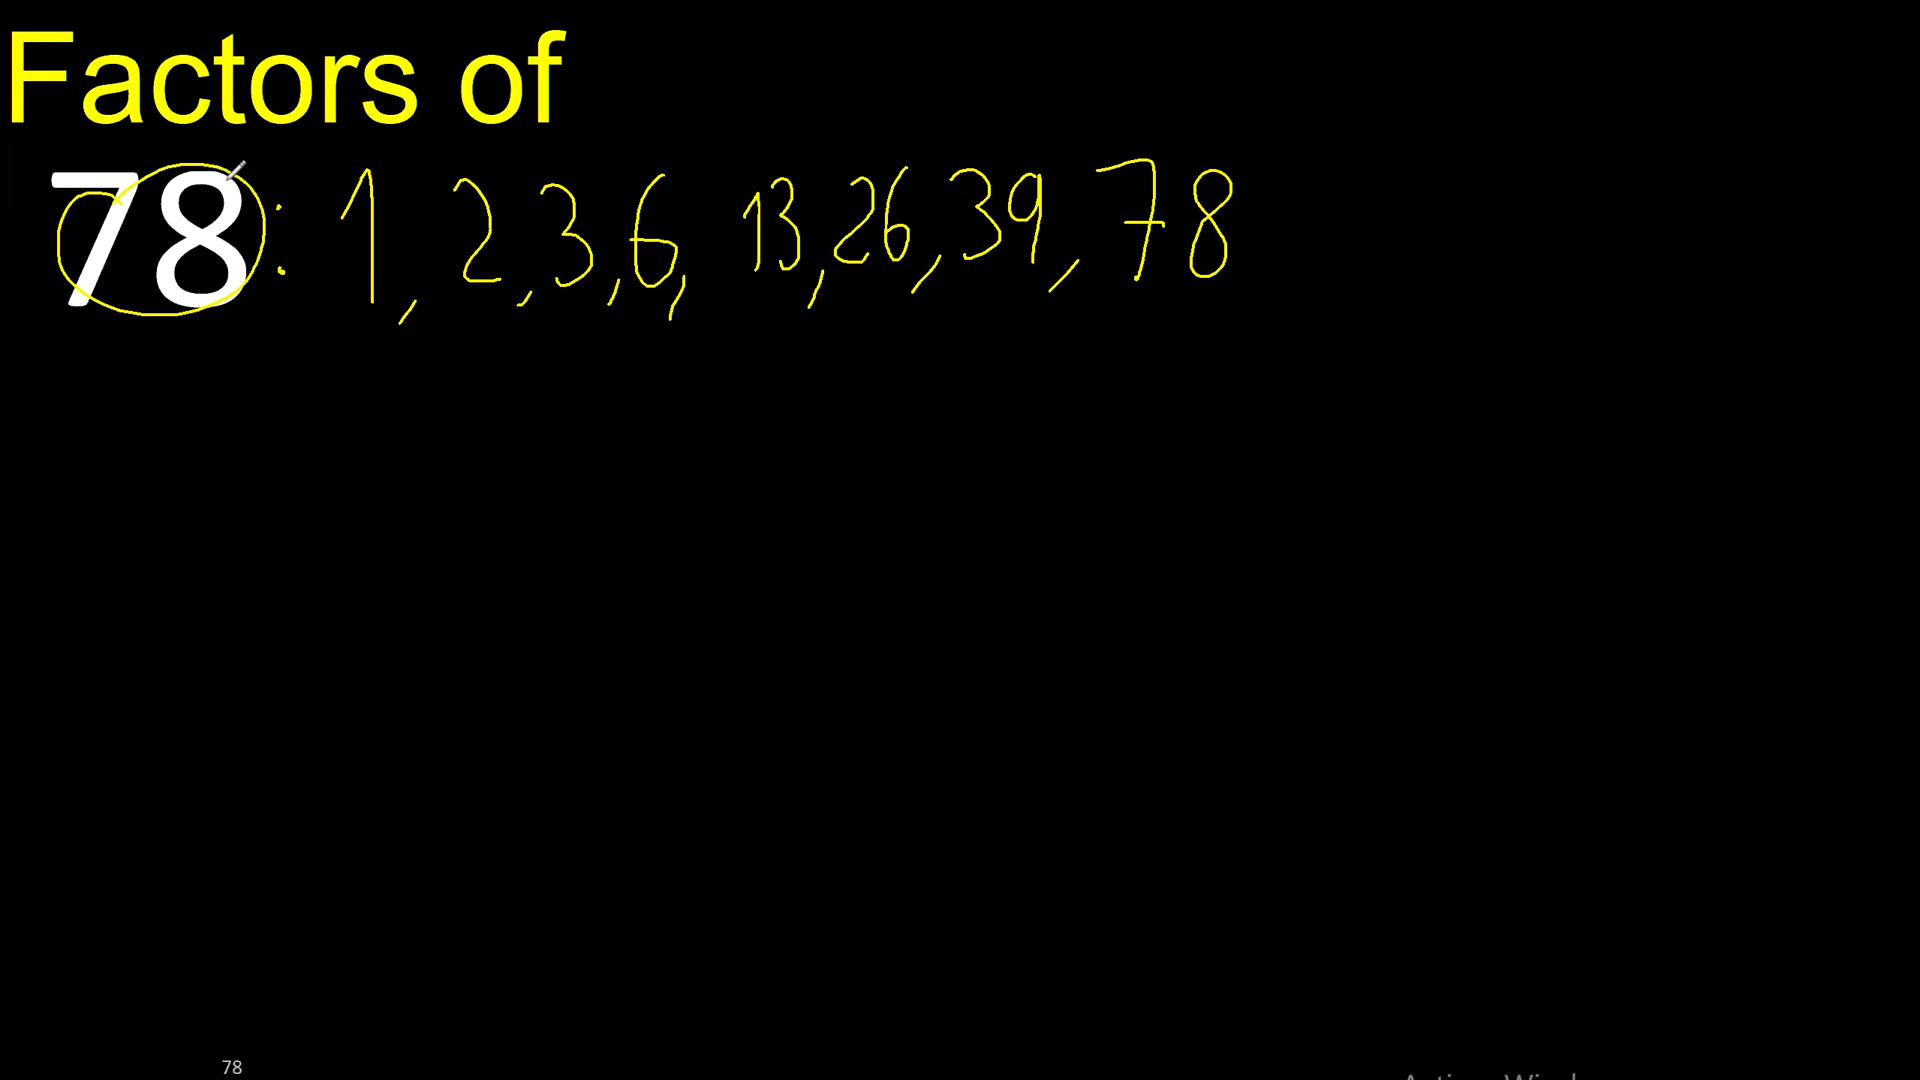 Factors of
78: 1, 2, 3, 6, 13, 26, 39, 78
78